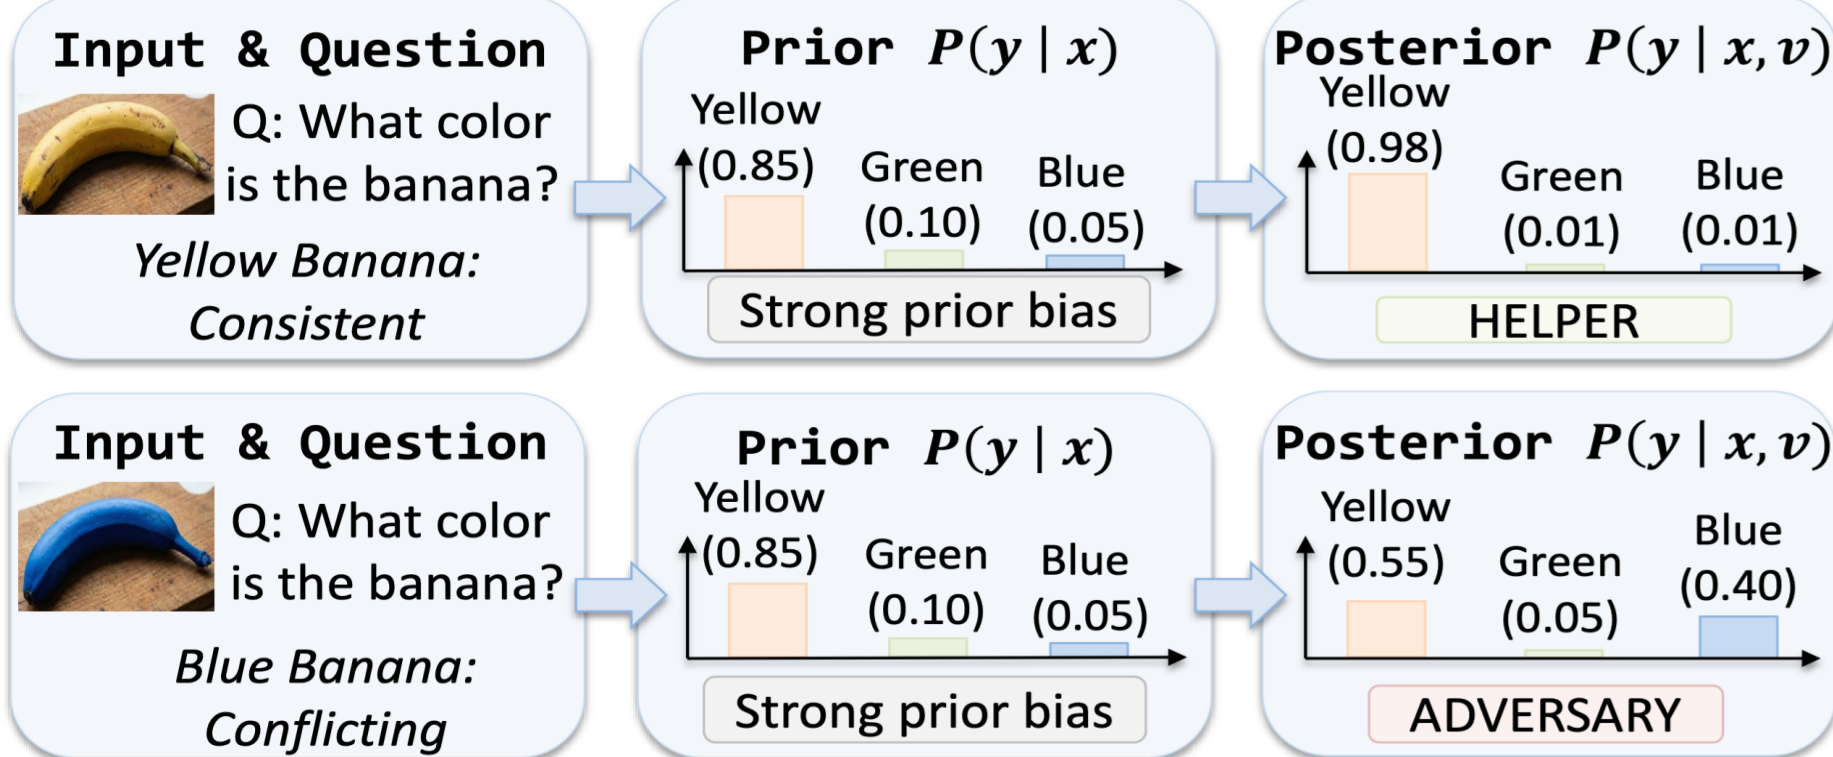 Input & Question
Q: What color
is the banana?
Yellow Banana:
Consistent
Prior P(y | x)
Yellow
(0.85)
Green
(0.10)
Blue
(0.05)
Strong prior bias
Posterior P(y | x, v)
Yellow
(0.98)
Green
(0.01)
Blue
(0.01)
HELPER
Input & Question
Q: What color
is the banana?
Blue Banana:
Conflicting
Prior P(y | x)
Yellow
(0.85)
Green
(0.10)
Blue
(0.05)
Strong prior bias
Posterior P(y | x, v)
Yellow
(0.55)
Green
(0.05)
Blue
(0.40)
ADVERSARY